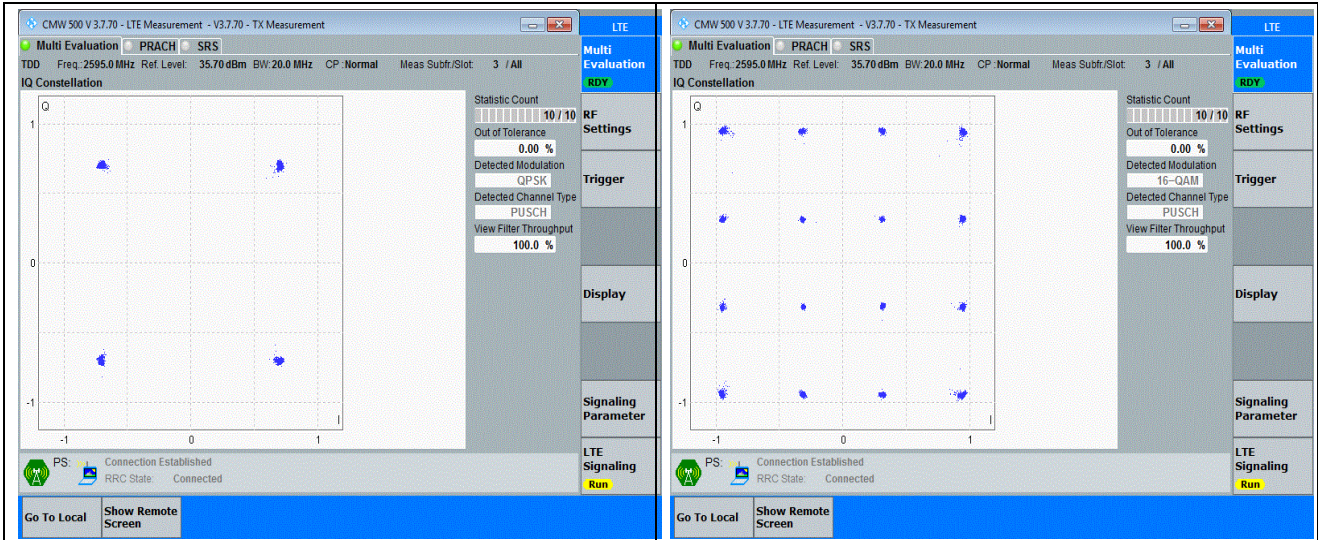 CMW 500 V 3.7.70 - LTE Measurement - V3.7.70 - TX Measurement
LTE
Multi Evaluation PRACH SRS
Multi
Evaluation
RDY
TDD Freq.:2595.0 MHz Ref. Level: 35.70 dBm BW:20.0 MHz CP :Normal Meas Subfr./Slot: 3 / All
IQ Constellation
Q
1
0
-1
I
-1 0 1
Statistic Count
10 / 10
Out of Tolerance
0.00 %
Detected Modulation
QPSK
Detected Channel Type
PUSCH
View Filter Throughput
100.0 %
RF
Settings
Trigger
Display
Signaling
Parameter
LTE
Signaling
Run
PS: Connection Established
RRC State: Connected
Go To Local
Show Remote
Screen
CMW 500 V 3.7.70 - LTE Measurement - V3.7.70 - TX Measurement
LTE
Multi Evaluation PRACH SRS
Multi
Evaluation
RDY
TDD Freq.:2595.0 MHz Ref. Level: 35.70 dBm BW:20.0 MHz CP :Normal Meas Subfr./Slot: 3 / All
IQ Constellation
Q
1
0
-1
I
-1 0 1
Statistic Count
10 / 10
Out of Tolerance
0.00 %
Detected Modulation
16-QAM
Detected Channel Type
PUSCH
View Filter Throughput
100.0 %
RF
Settings
Trigger
Display
Signaling
Parameter
LTE
Signaling
Run
PS: Connection Established
RRC State: Connected
Go To Local
Show Remote
Screen